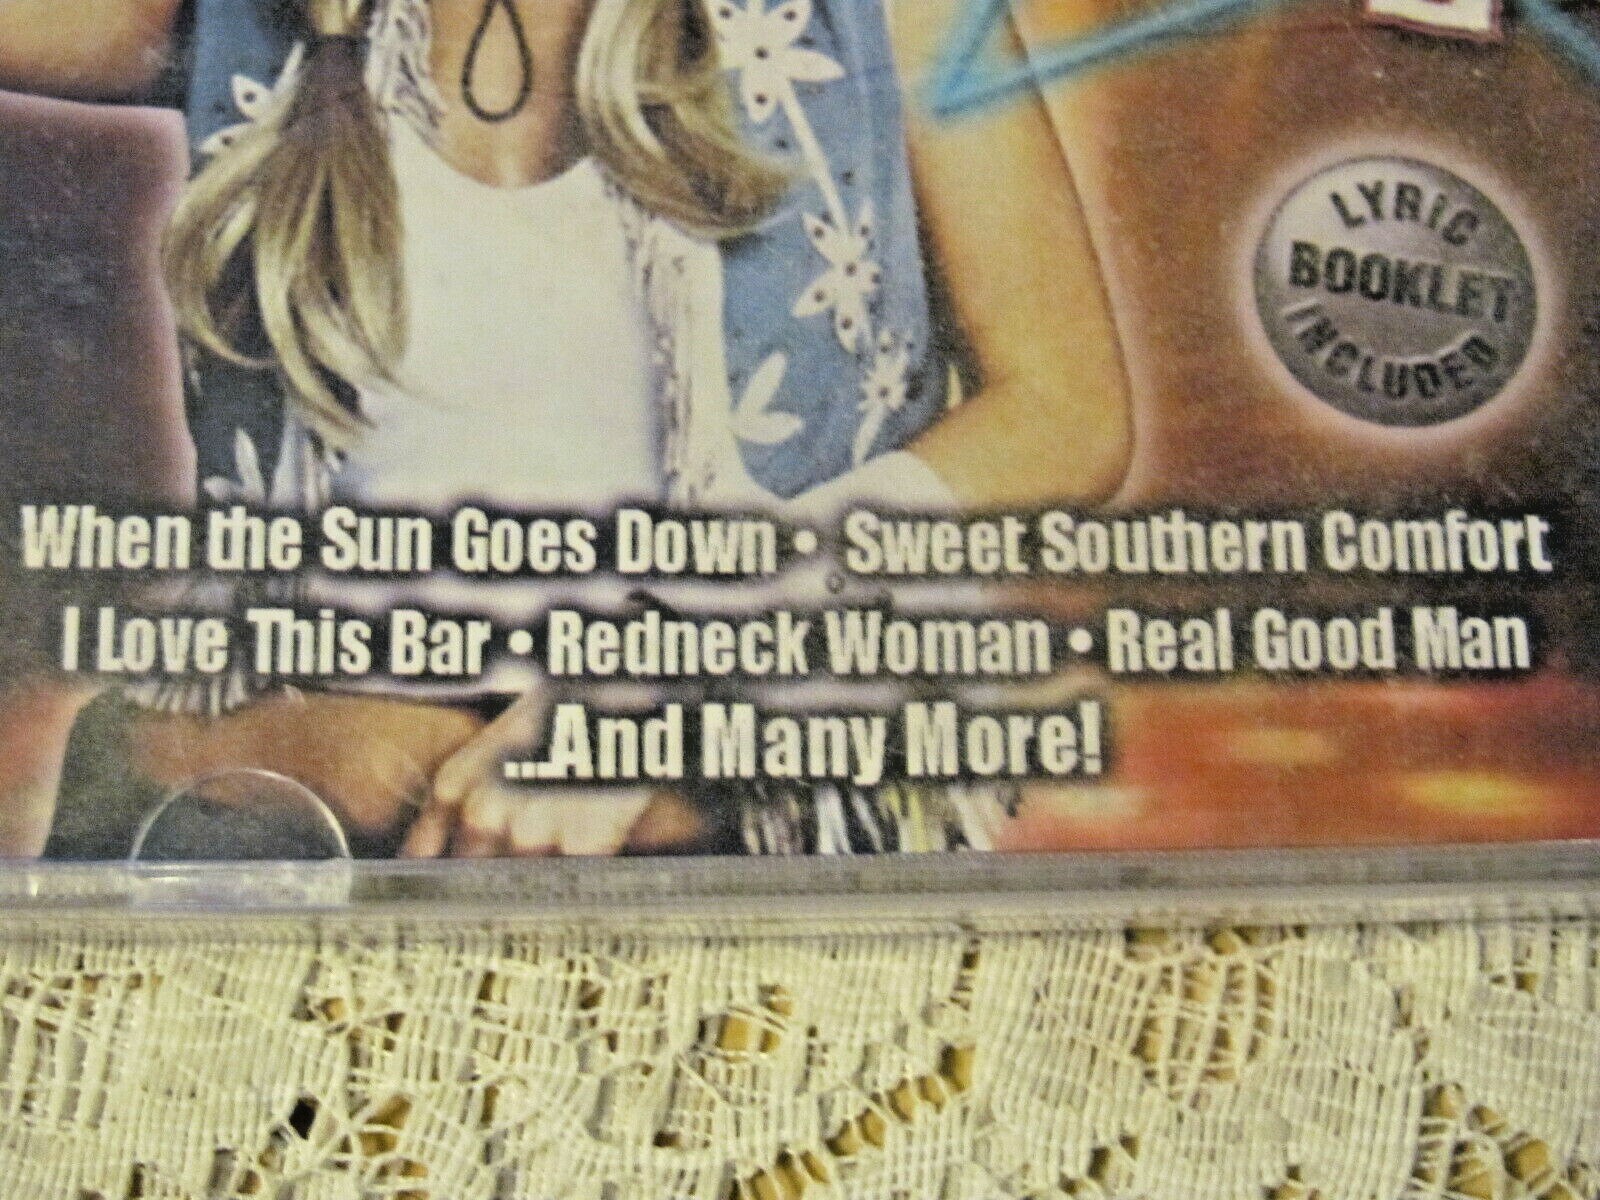 LYRIC
BOOKLET
INCLUDED
When the Sun Goes Down • Sweet Southern Comfort
I Love This Bar • Redneck Woman • Real Good Man
...And Many More!